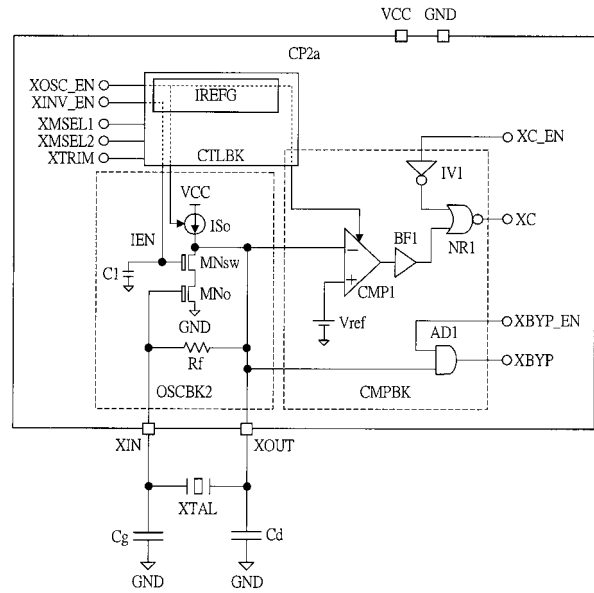 VCC GND
CP2a
XOSC_EN
XINV_EN
XMSEL1
XMSEL2
XTRIM
IREFG
CTLBK
XC_EN
IV1
XC
NR1
VCC
ISo
IEN
MNsw
C1
MNo
GND
Rf
OSCBK2
BF1
CMP1
Vref
AD1
XBYP_EN
XBYP
CMPBK
XIN
XOUT
XTAL
Cg
Cd
GND
GND